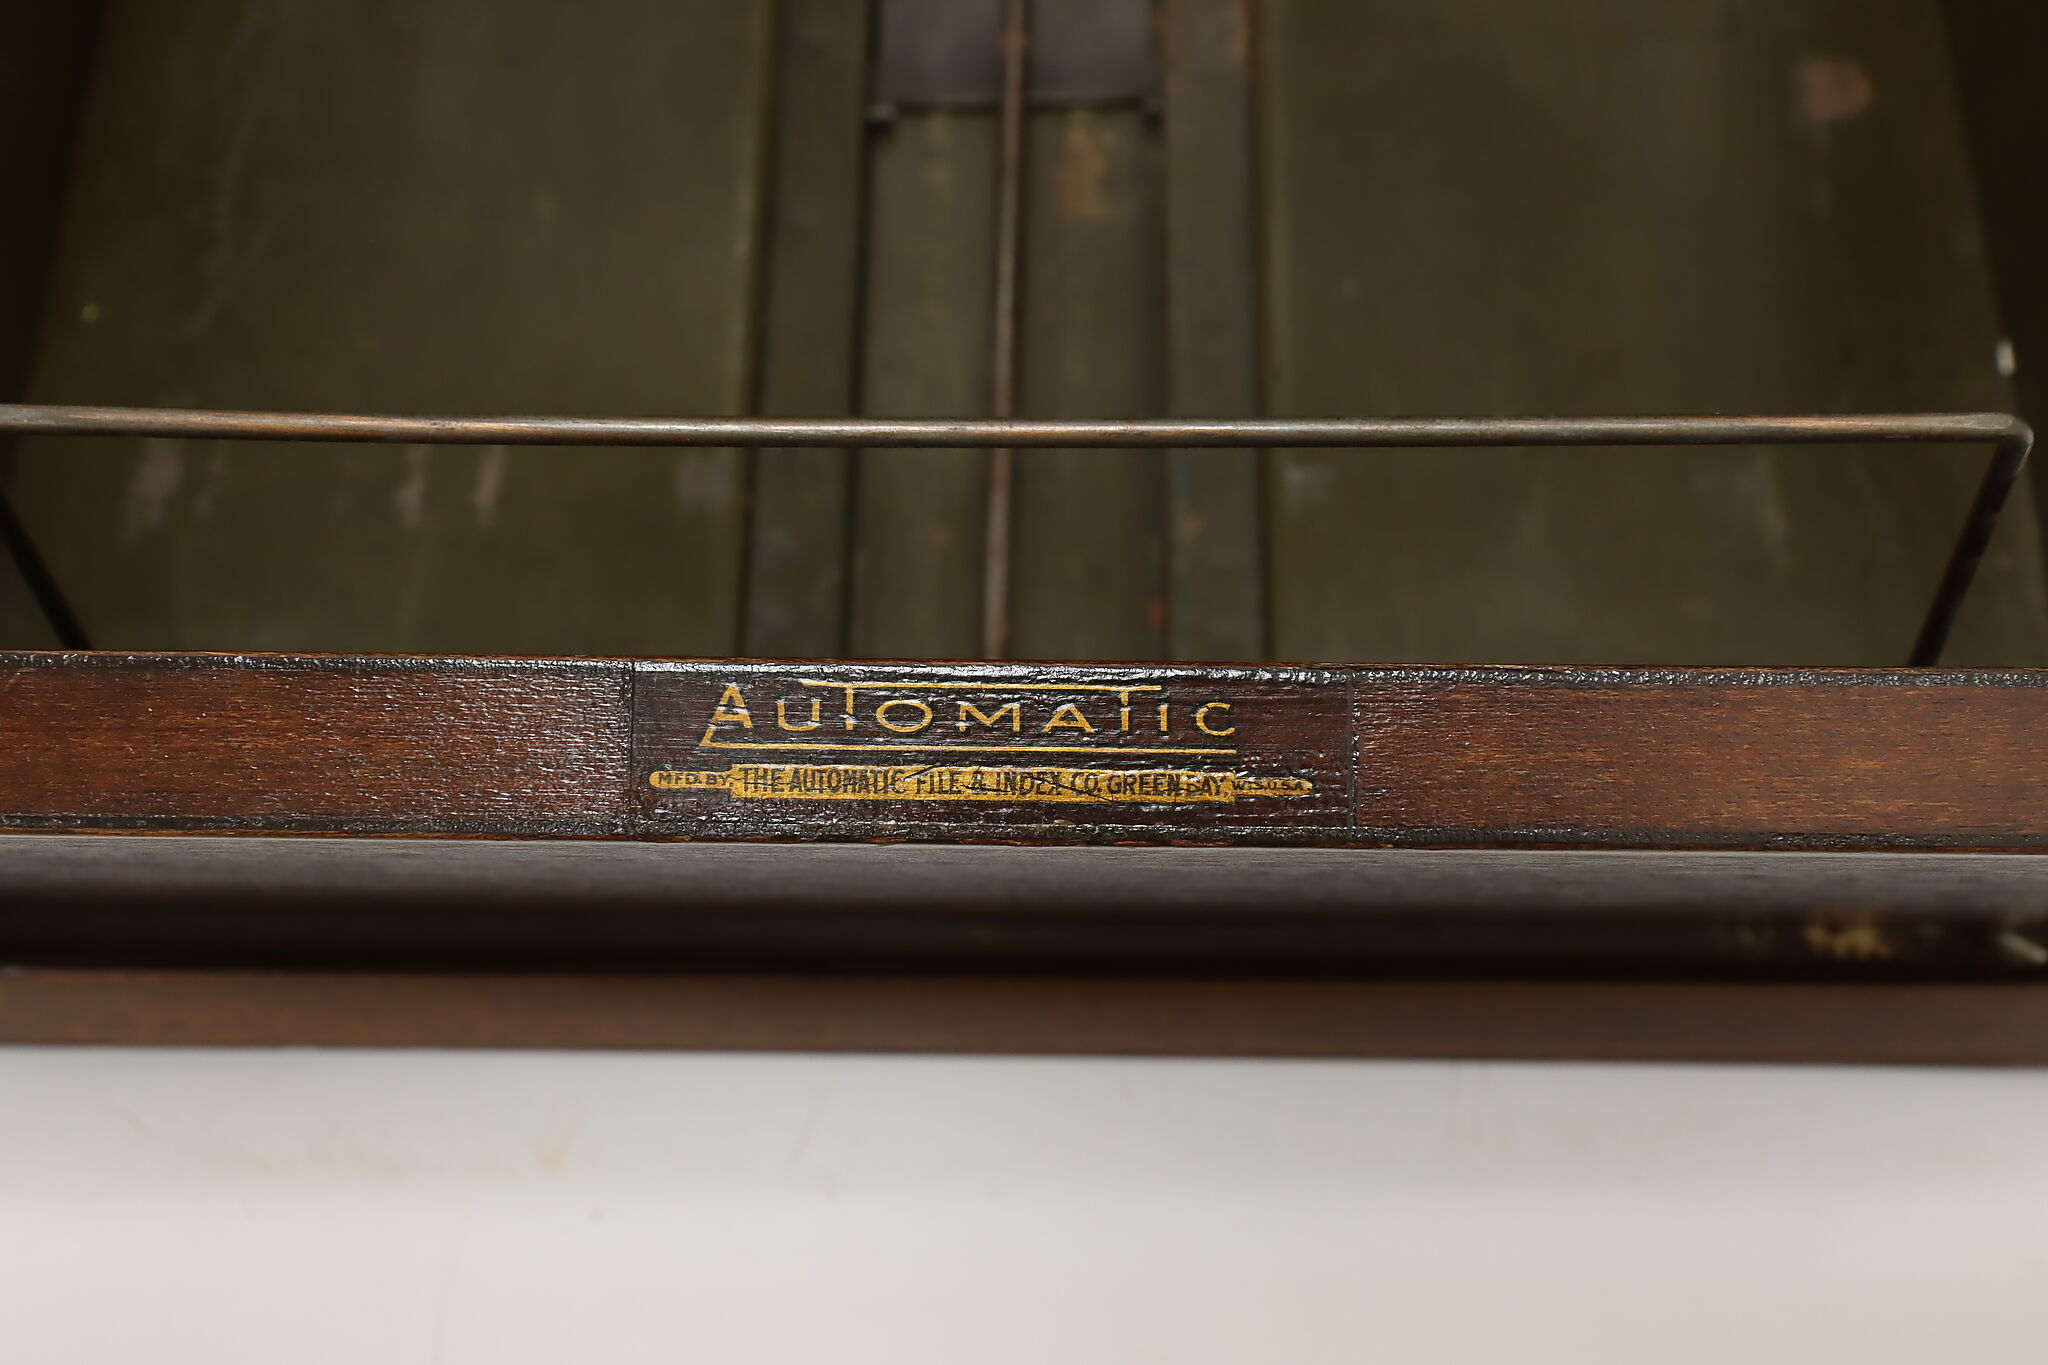 AUTOMATIC
MFD. BY THE AUTOMATIC FILE & INDEX CO. GREEN BAY, WIS. U.S.A.